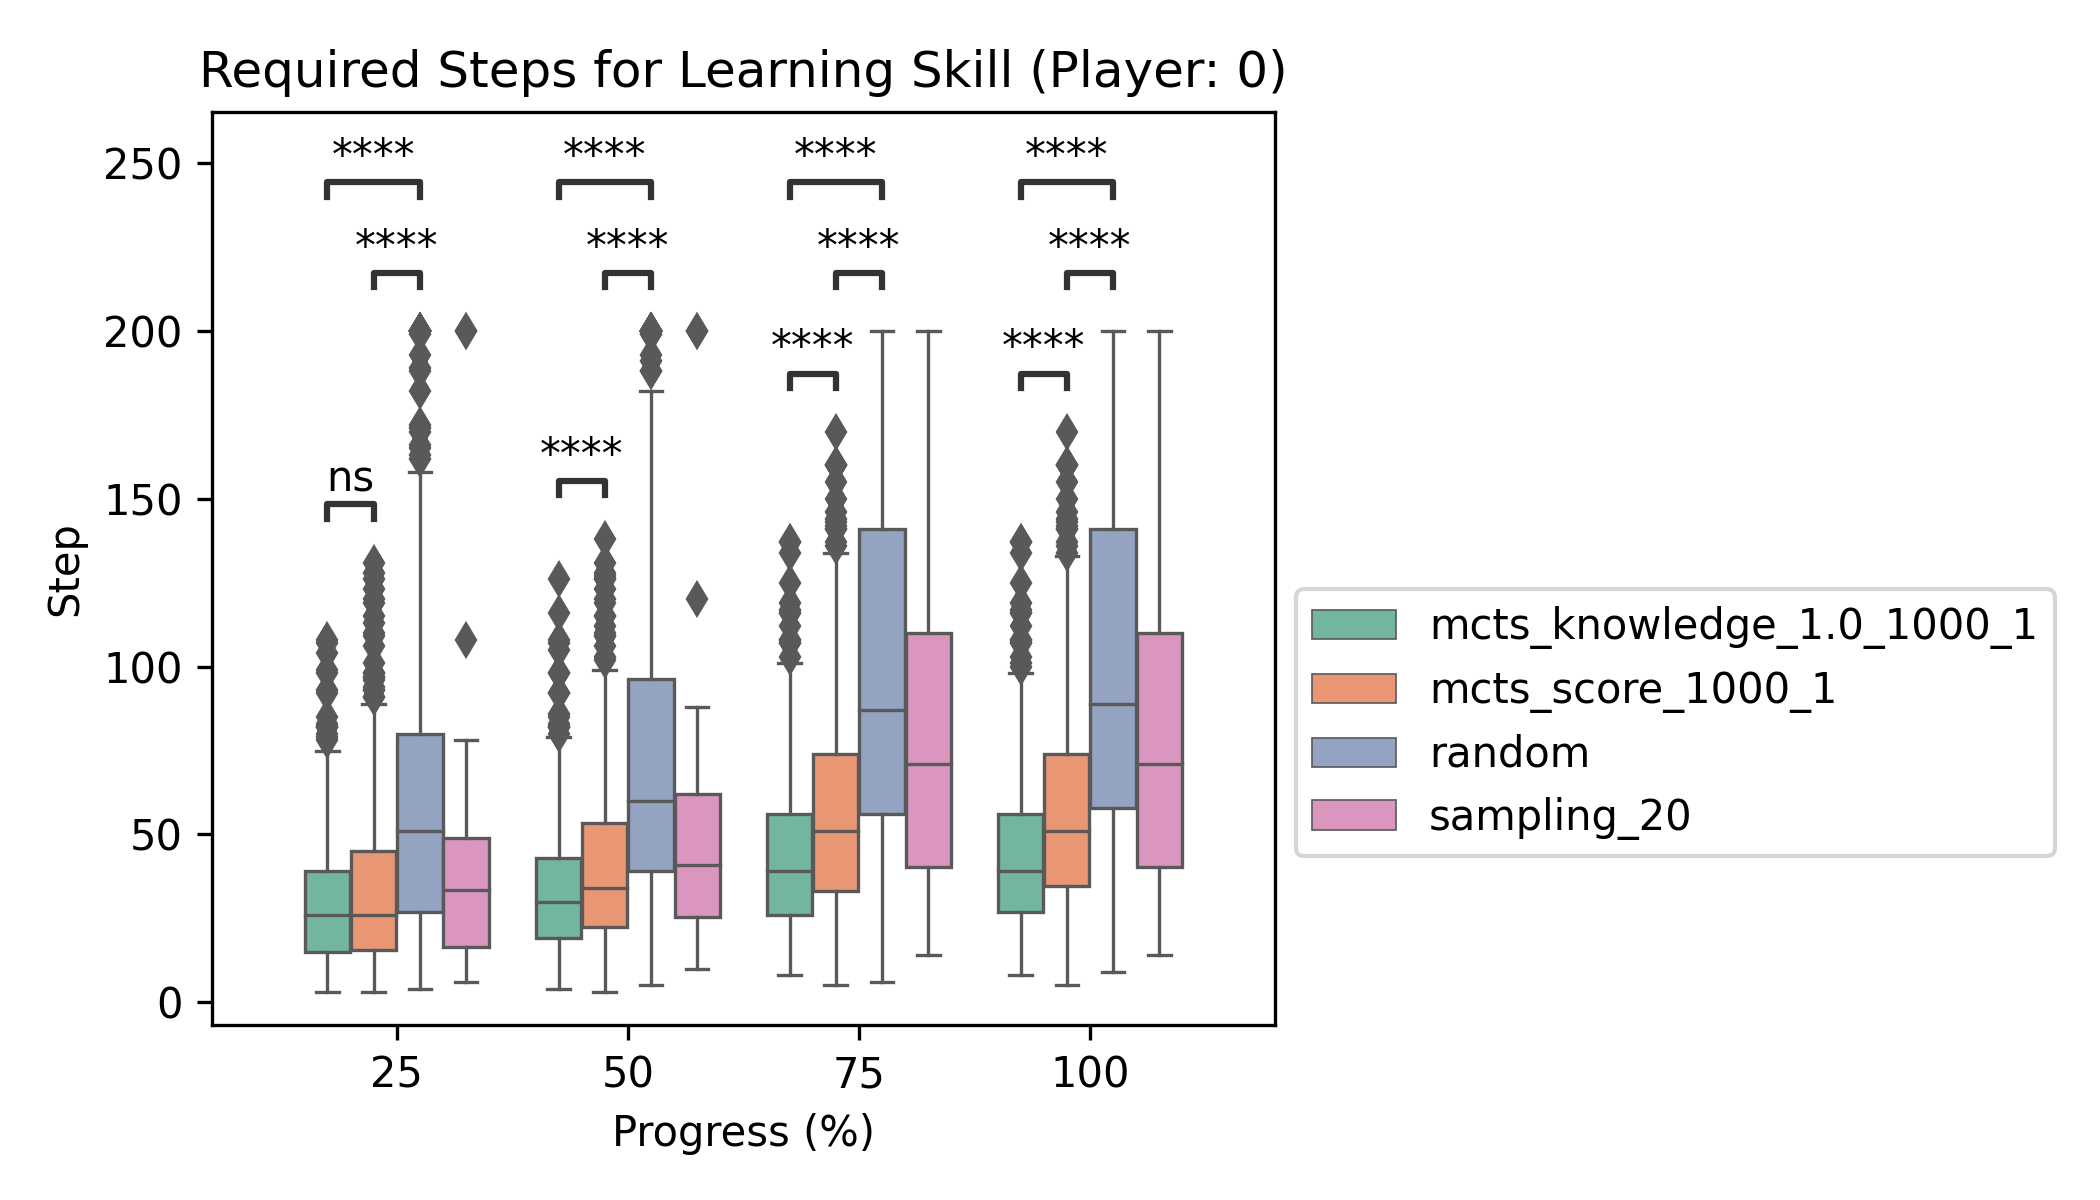 Required Steps for Learning Skill (Player: 0)
250
200
150
100
50
0
Step
**** **** **** ****
**** **** **** ****
**** ****
****
ns
25 50 75 100
Progress (%)
mcts_knowledge_1.0_1000_1
mcts_score_1000_1
random
sampling_20